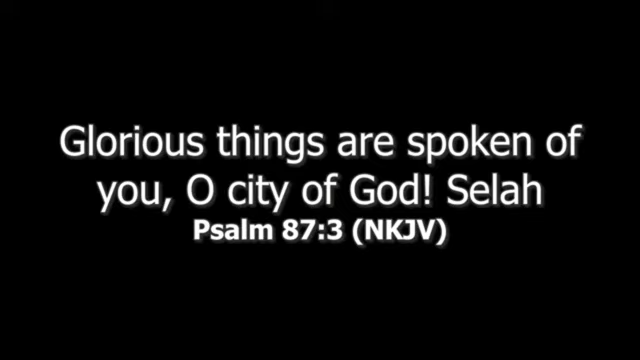 Glorious things are spoken of
you, O city of God! Selah
Psalm 87:3 (NKJV)